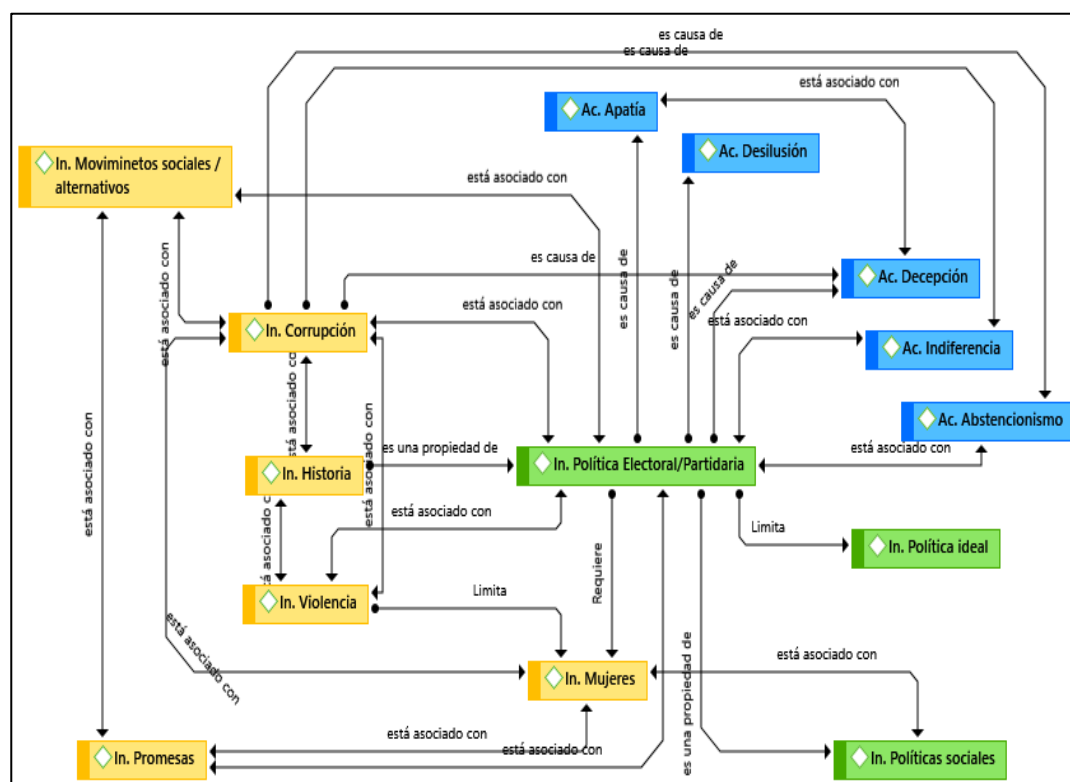 es causa de
es causa de
está asociado con
Ac. Apatía
Ac. Desilusión
In. Moviminetos sociales /
alternativos
está asociado con
es causa de
Ac. Decepción
está asociado con
está asociado con
In. Corrupción
está asociado con
es causa de
es causa de
es causa de
está asociado con
Ac. Indiferencia
Ac. Abstencionismo
está asociado con
está asociado con
está asociado con
es una propiedad de
In. Historia
In. Política Electoral/Partidaria
está asociado con
está asociado con
está asociado con
Limita
In. Política ideal
In. Violencia
Limita
Requiere
está asociado con
In. Mujeres
está asociado con
es una propiedad de
está asociado con
está asociado con
In. Promesas
In. Políticas sociales